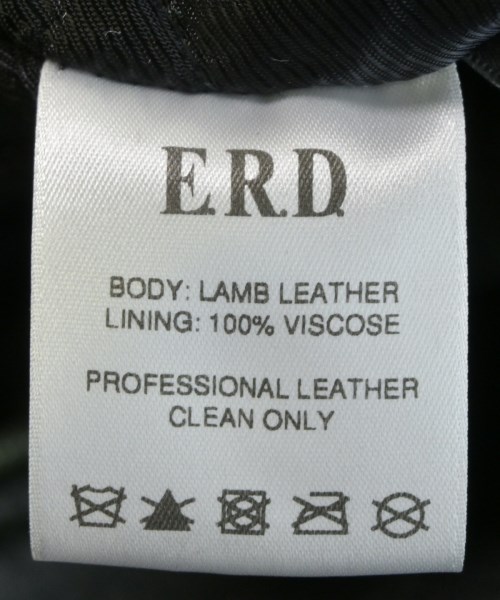 E.R.D.
BODY: LAMB LEATHER
LINING: 100% VISCOSE
PROFESSIONAL LEATHER
CLEAN ONLY